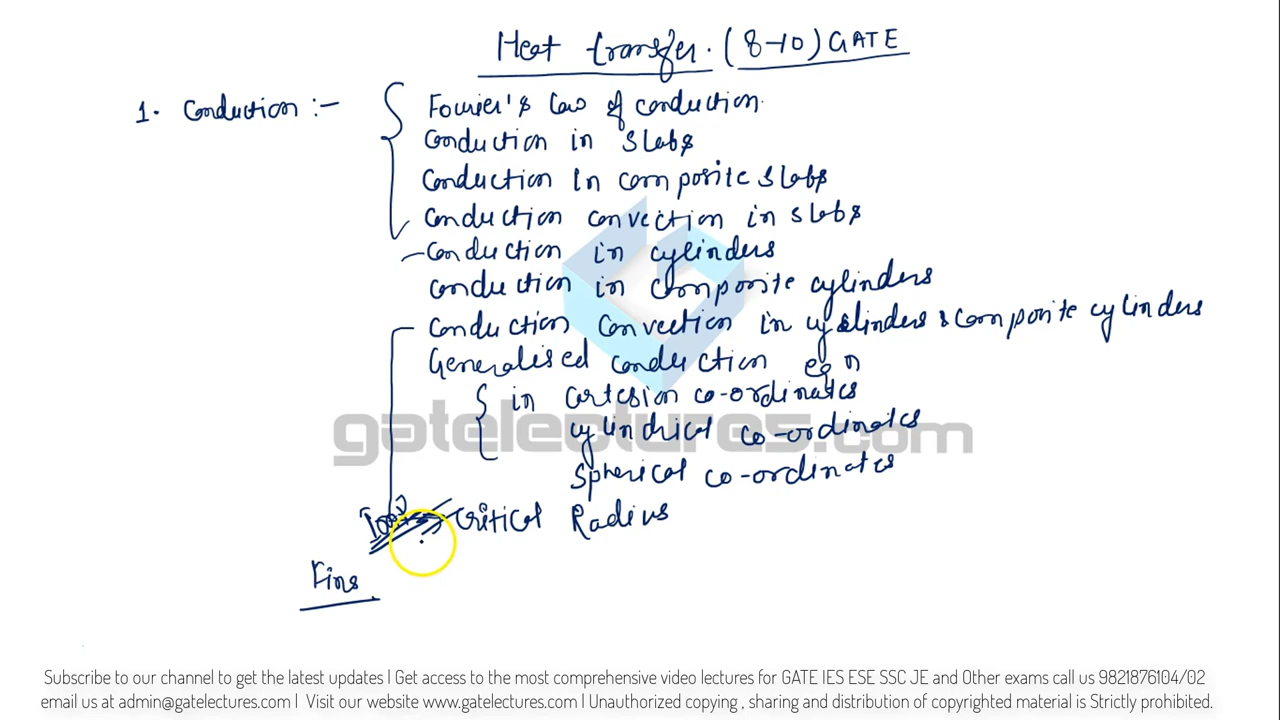 Heat transfer. (8-10) GATE
1. Conduction :- Fourier's law of conduction.
Conduction in slabs
Conduction in composite slabs
Conduction convection in slabs
Conduction in cylinders
Conduction in composite cylinders
Conduction Convection in cylinders & composite cylinders
Generalised conduction eqn
in cartesian co-ordinates
cylindrical co-ordinates
Spherical co-ordinates
Critical Radius
Fins
gatelectures.com
Subscribe to our channel to get the latest updates | Get access to the most comprehensive video lectures for GATE IES ESE SSC JE and Other exams call us 9821876104/02
email us at admin@gatelectures.com | Visit our website www.gatelectures.com | Unauthorized copying , sharing and distribution of copyrighted material is Strictly prohibited.